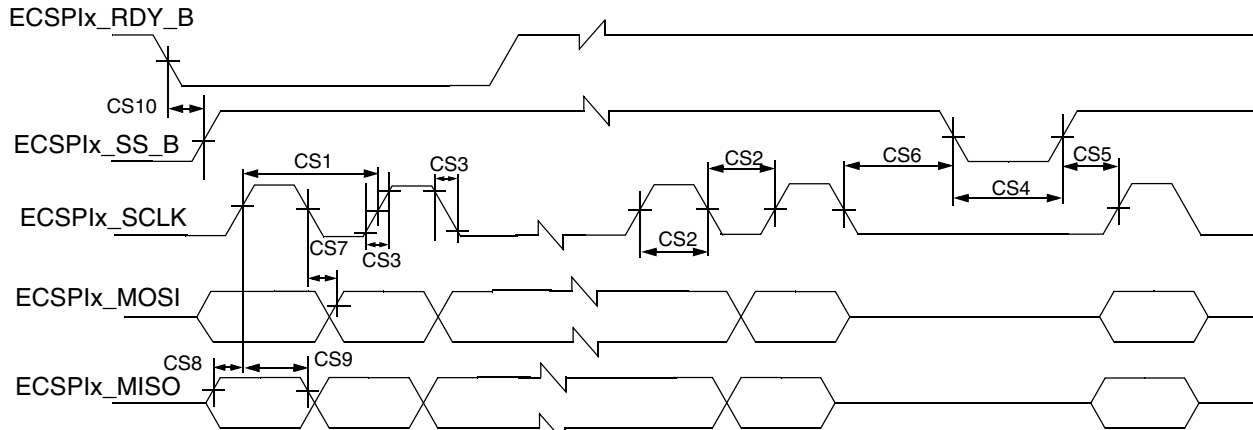 ECSPIx_RDY_B
CS10
ECSPIx_SS_B
CS1
CS3
CS2
CS6
CS5
CS4
ECSPIx_SCLK
CS7
CS3
CS2
ECSPIx_MOSI
CS8
CS9
ECSPIx_MISO